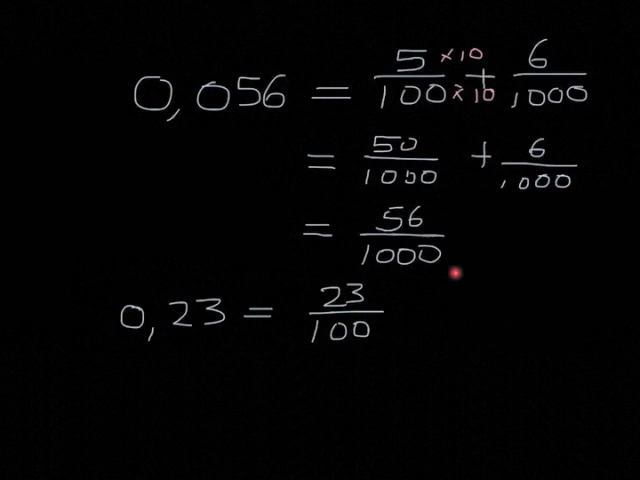 0,056 = 5/100 ×10/×10 + 6/1000
= 50/1000 + 6/1000
= 56/1000
0,23 = 23/100